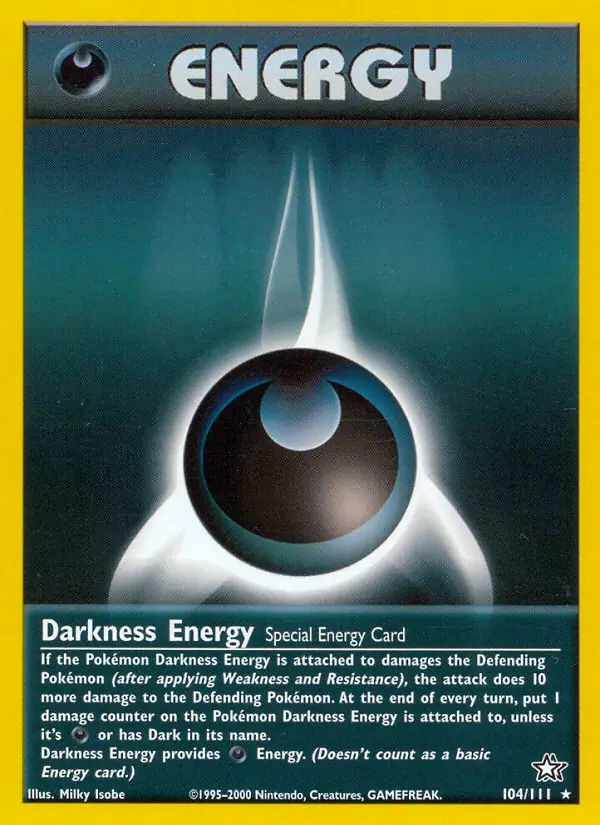 ENERGY
Darkness Energy Special Energy Card
If the Pokémon Darkness Energy is attached to damages the Defending
Pokémon (after applying Weakness and Resistance), the attack does 10
more damage to the Defending Pokémon. At the end of every turn, put 1
damage counter on the Pokémon Darkness Energy is attached to, unless
it's or has Dark in its name.
Darkness Energy provides Energy. (Doesn't count as a basic
Energy card.)
Illus. Milky Isobe ©1995-2000 Nintendo, Creatures, GAMEFREAK. 104/111 ★